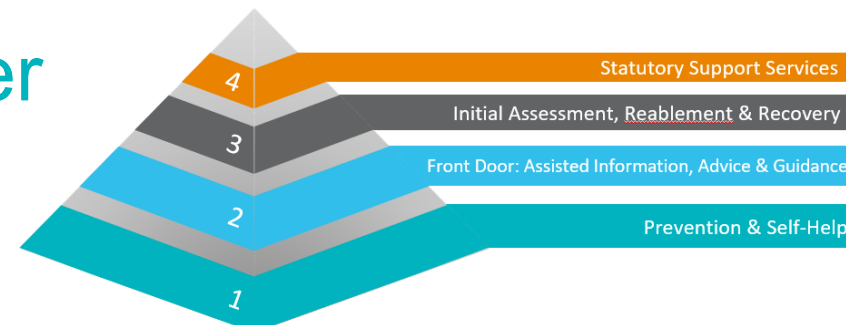 er
4 Statutory Support Services
3 Initial Assessment, Reablement & Recovery
2 Front Door: Assisted Information, Advice & Guidance
1 Prevention & Self-Help